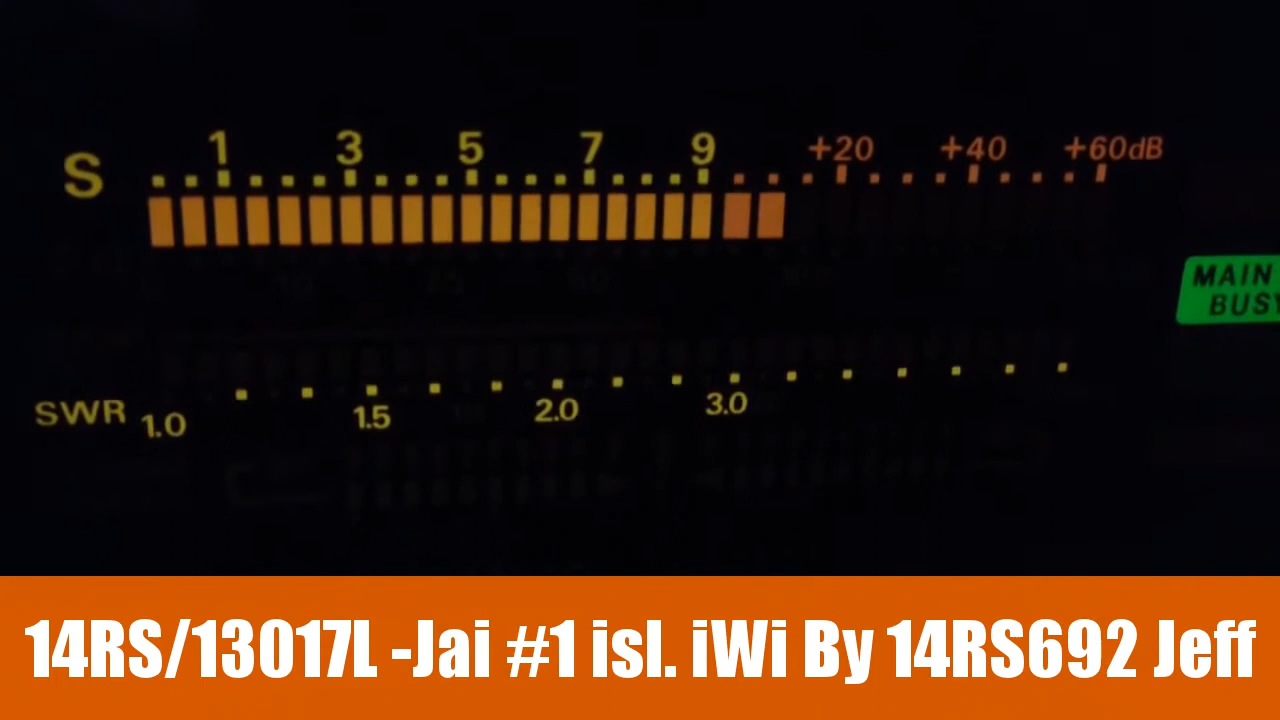 1 3 5 7 9 +20 +40 +60dB
S
MAIN
BUSY
SWR 1.0 1.5 2.0 3.0
14RS/13017L -Jai #1 isl. iWi By 14RS692 Jeff